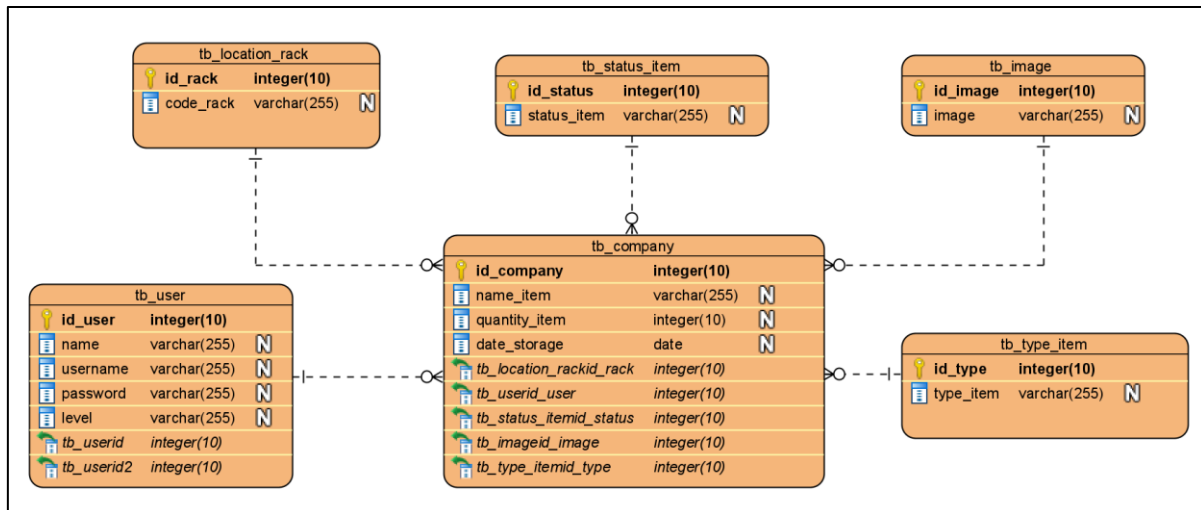 tb_location_rack
id_rack integer(10)
code_rack varchar(255) N
tb_status_item
id_status integer(10)
status_item varchar(255) N
tb_image
id_image integer(10)
image varchar(255) N
tb_user
id_user integer(10)
name varchar(255) N
username varchar(255) N
password varchar(255) N
level varchar(255) N
tb_userid integer(10)
tb_userid2 integer(10)
tb_company
id_company integer(10)
name_item varchar(255) N
quantity_item integer(10) N
date_storage date N
tb_location_rackid_rack integer(10)
tb_userid_user integer(10)
tb_status_itemid_status integer(10)
tb_imageid_image integer(10)
tb_type_itemid_type integer(10)
tb_type_item
id_type integer(10)
type_item varchar(255) N